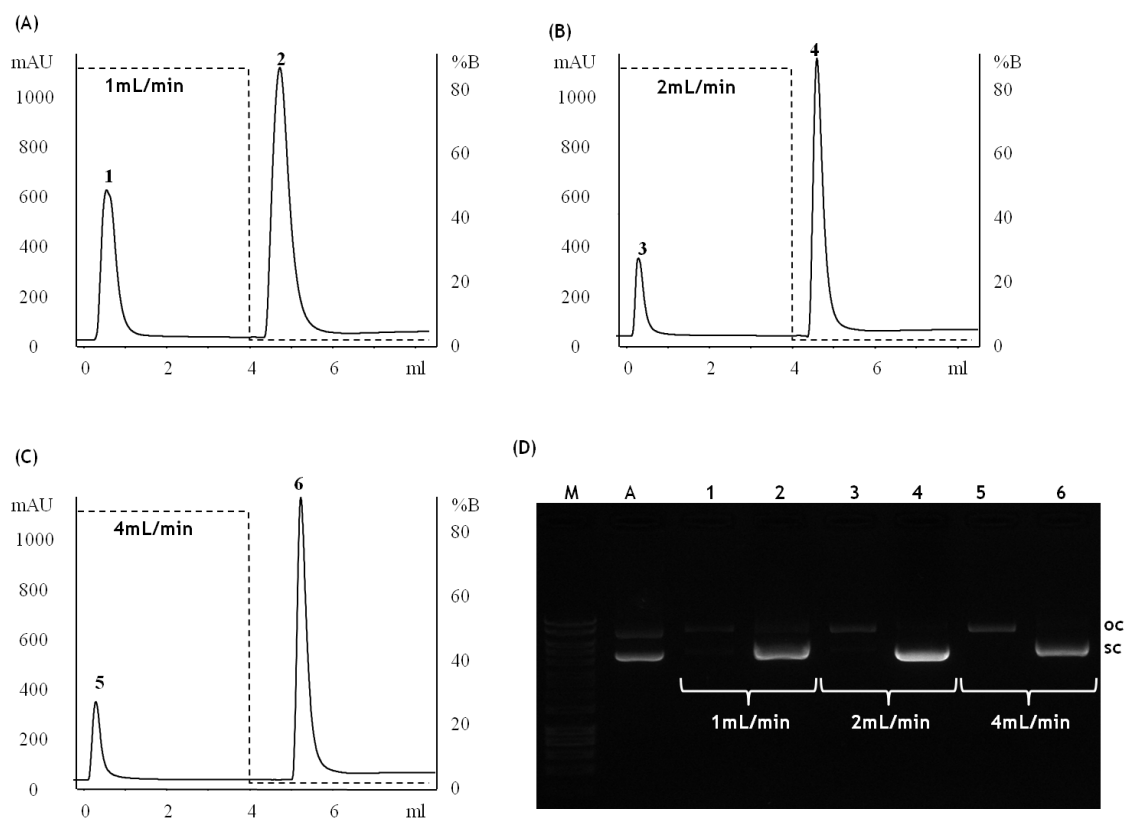 (A)
mAU
%B
1mL/min
1
2
1000
800
600
400
200
0
80
60
40
20
0
0 2 4 6 ml
(B)
mAU
%B
2mL/min
3
4
1000
800
600
400
200
0
80
60
40
20
0
0 2 4 6 ml
(C)
mAU
%B
4mL/min
5
6
1000
800
600
400
200
0
80
60
40
20
0
0 2 4 6 ml
(D)
M A 1 2 3 4 5 6
oc
sc
1mL/min 2mL/min 4mL/min